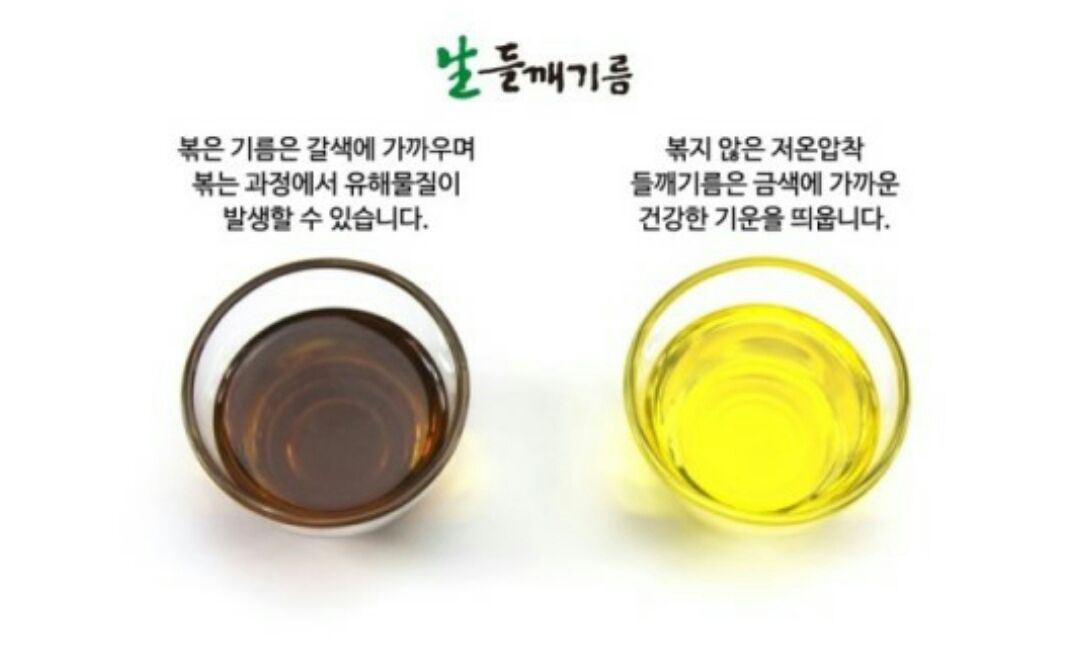 날들깨기름
볶은 기름은 갈색에 가까우며
볶는 과정에서 유해물질이
발생할 수 있습니다.
볶지 않은 저온압착
들깨기름은 금색에 가까운
건강한 기운을 띄웁니다.